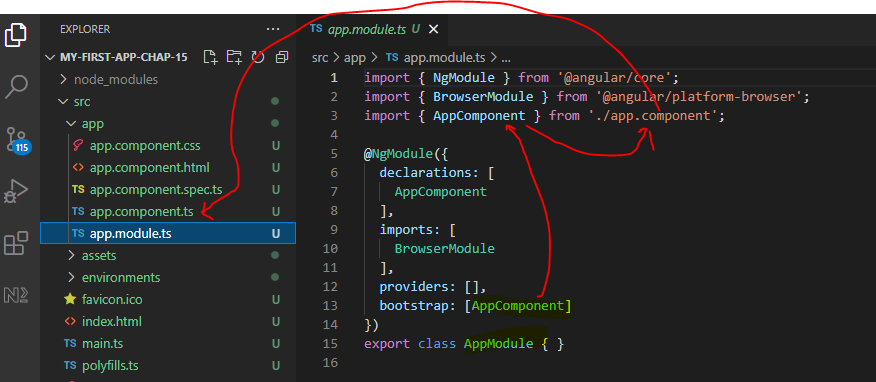 EXPLORER
...
MY-FIRST-APP-CHAP-15
node_modules
src
app
app.component.css U
<> app.component.html U
TS app.component.spec.ts U
TS app.component.ts U
TS app.module.ts U
assets
environments
favicon.ico U
<> index.html U
TS main.ts U
TS polyfills.ts U
115
TS app.module.ts U ×
src > app > TS app.module.ts > ...
1 import { NgModule } from '@angular/core';
2 import { BrowserModule } from '@angular/platform-browser';
3 import { AppComponent } from './app.component';
4
5 @NgModule({
6 declarations: [
7 AppComponent
8 ],
9 imports: [
10 BrowserModule
11 ],
12 providers: [],
13 bootstrap: [AppComponent]
14 })
15 export class AppModule { }
16